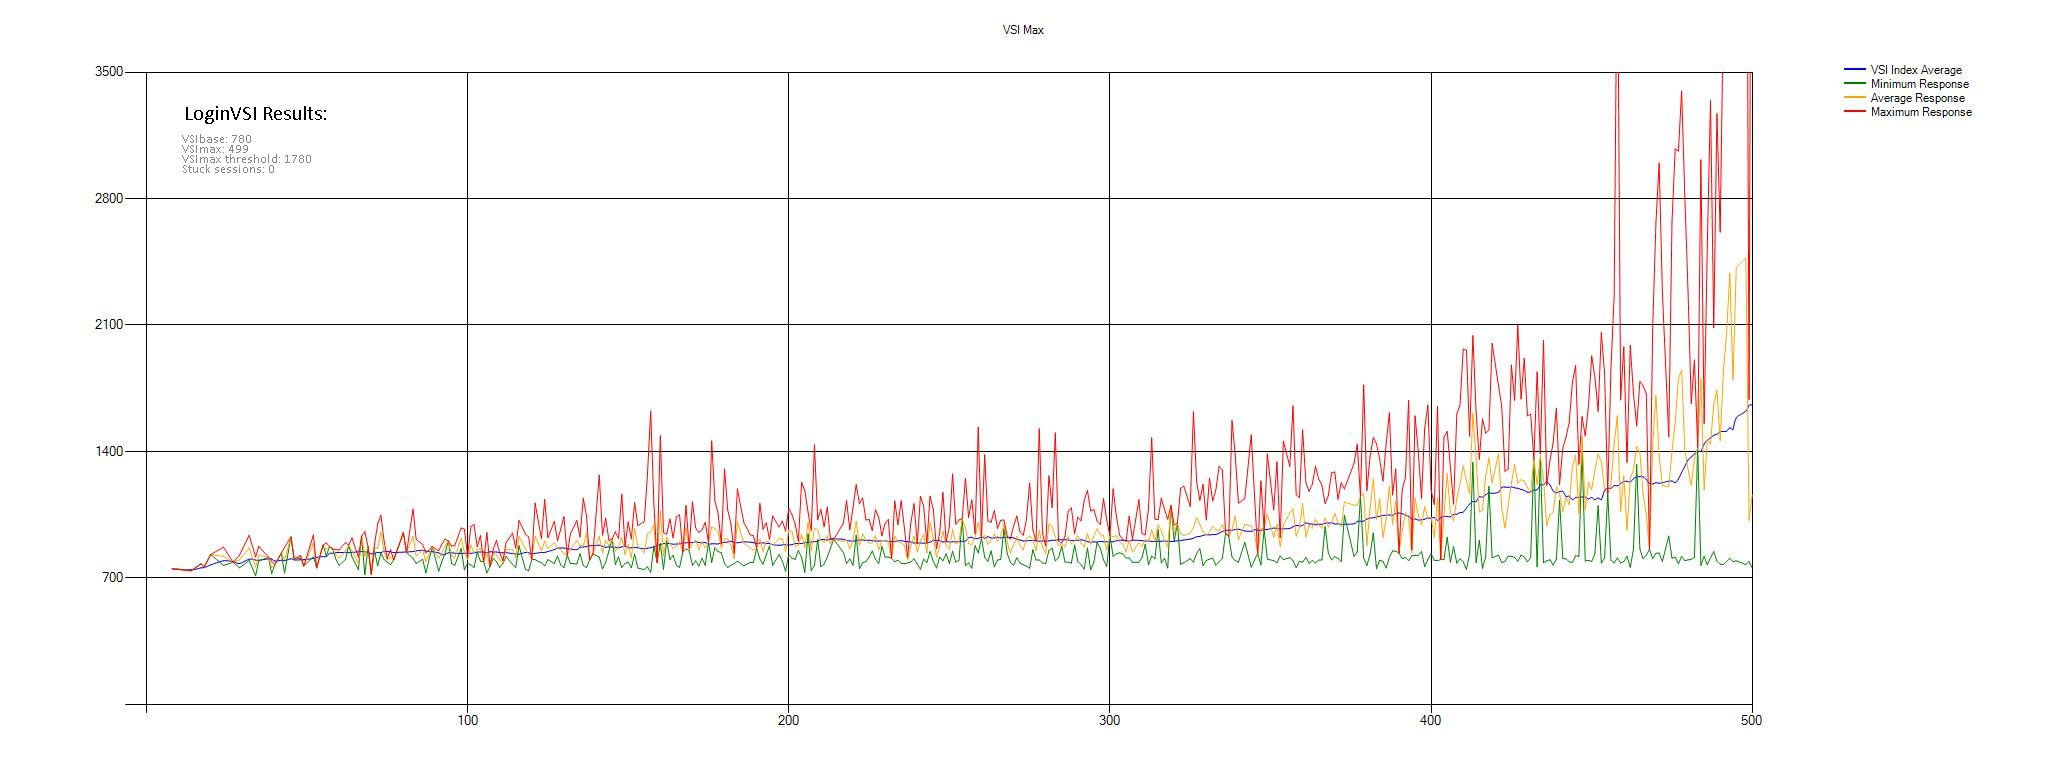 VSI Max
3500
2800
2100
1400
700
LoginVSI Results:
VSIbase: 780
VSImax: 499
VSImax threshold: 1780
Stuck sessions: 0
VSI Index Average
Minimum Response
Average Response
Maximum Response
100
200
300
400
500